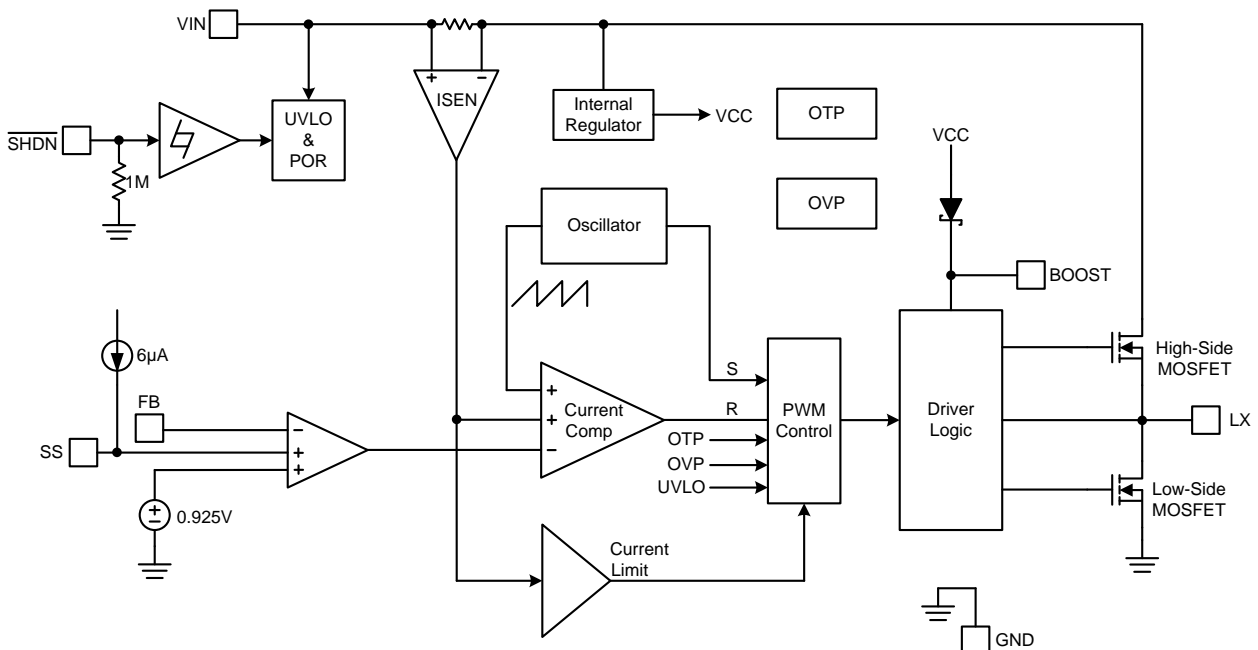 VIN
+ −
ISEN
Internal
Regulator
VCC
OTP
SHDN
UVLO
&
POR
1M
VCC
OVP
Oscillator
BOOST
6µA
High-Side
MOSFET
FB
S
+
Current
Comp
+
−
R
PWM
Control
Driver
Logic
LX
SS
−
+
+
OTP
OVP
UVLO
Low-Side
MOSFET
+
−
0.925V
Current
Limit
GND